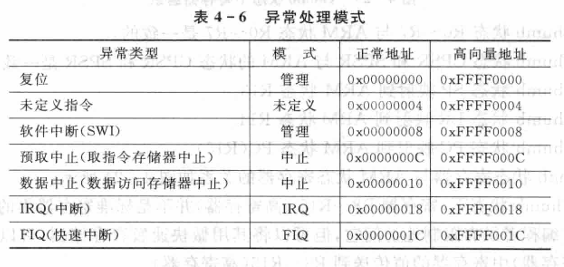 表 4-6 异常处理模式
异常类型 模 式 正常地址 高向量地址
复位 管理 0x00000000 0xFFFF0000
未定义指令 未定义 0x00000004 0xFFFF0004
软件中断(SWI) 管理 0x00000008 0xFFFF0008
预取中止(取指令存储器中止) 中止 0x0000000C 0xFFFF000C
数据中止(数据访问存储器中止) 中止 0x00000010 0xFFFF0010
IRQ(中断) IRQ 0x00000018 0xFFFF0018
FIQ(快速中断) FIQ 0x0000001C 0xFFFF001C